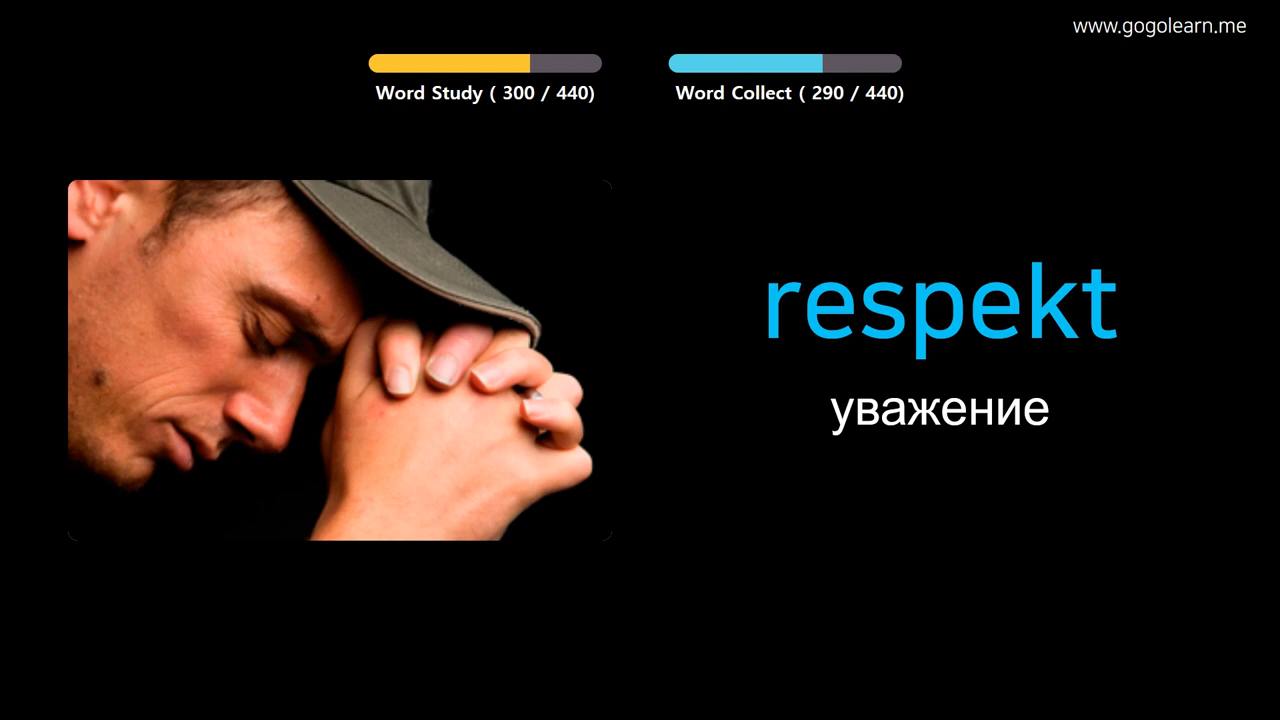 www.gogolearn.me
Word Study ( 300 / 440)
Word Collect ( 290 / 440)
respekt
уважение